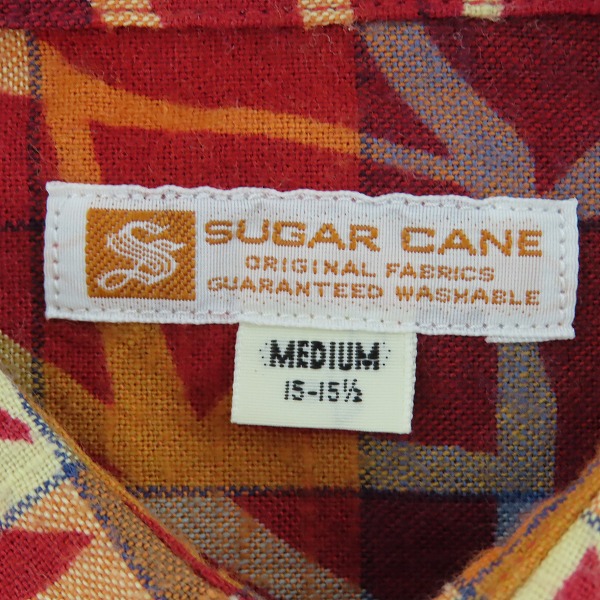 S
SUGAR CANE
ORIGINAL FABRICS
GUARANTEED WASHABLE
MEDIUM
15-15½